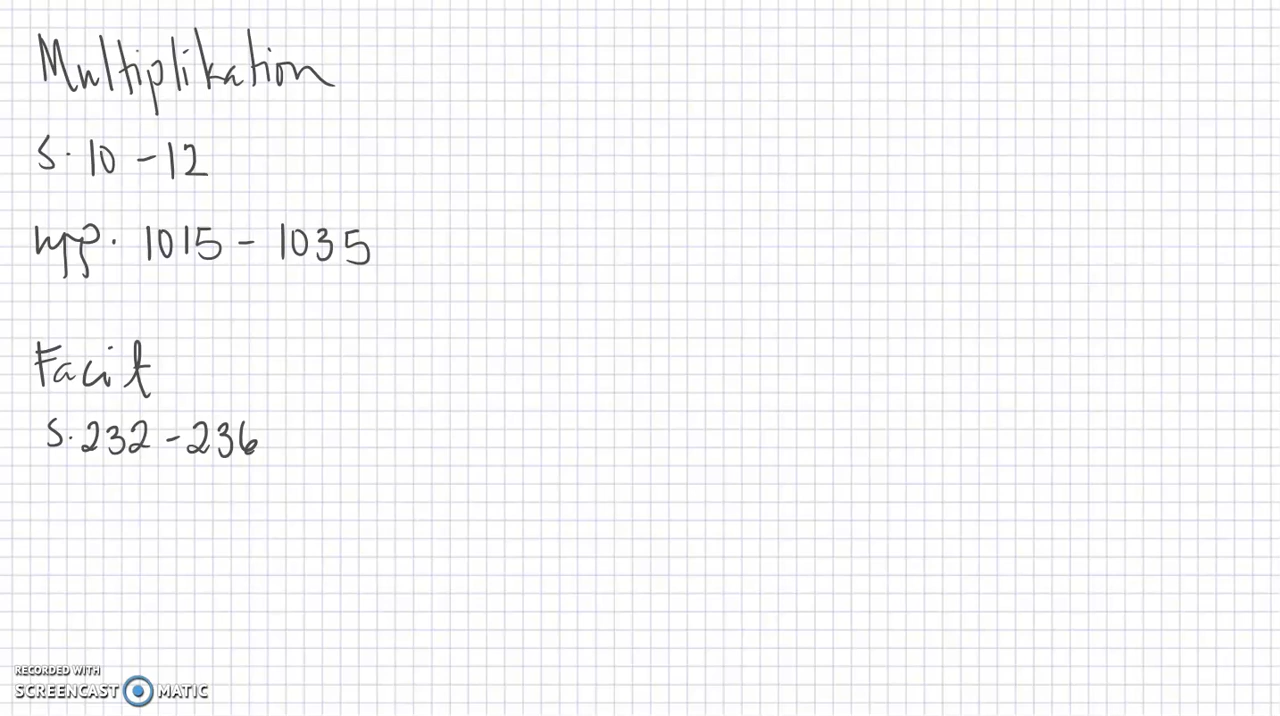 Multiplikation
s. 10 - 12
upp. 1015 - 1035
Facit
s. 232 - 236
RECORDED WITH
SCREENCAST MATIC